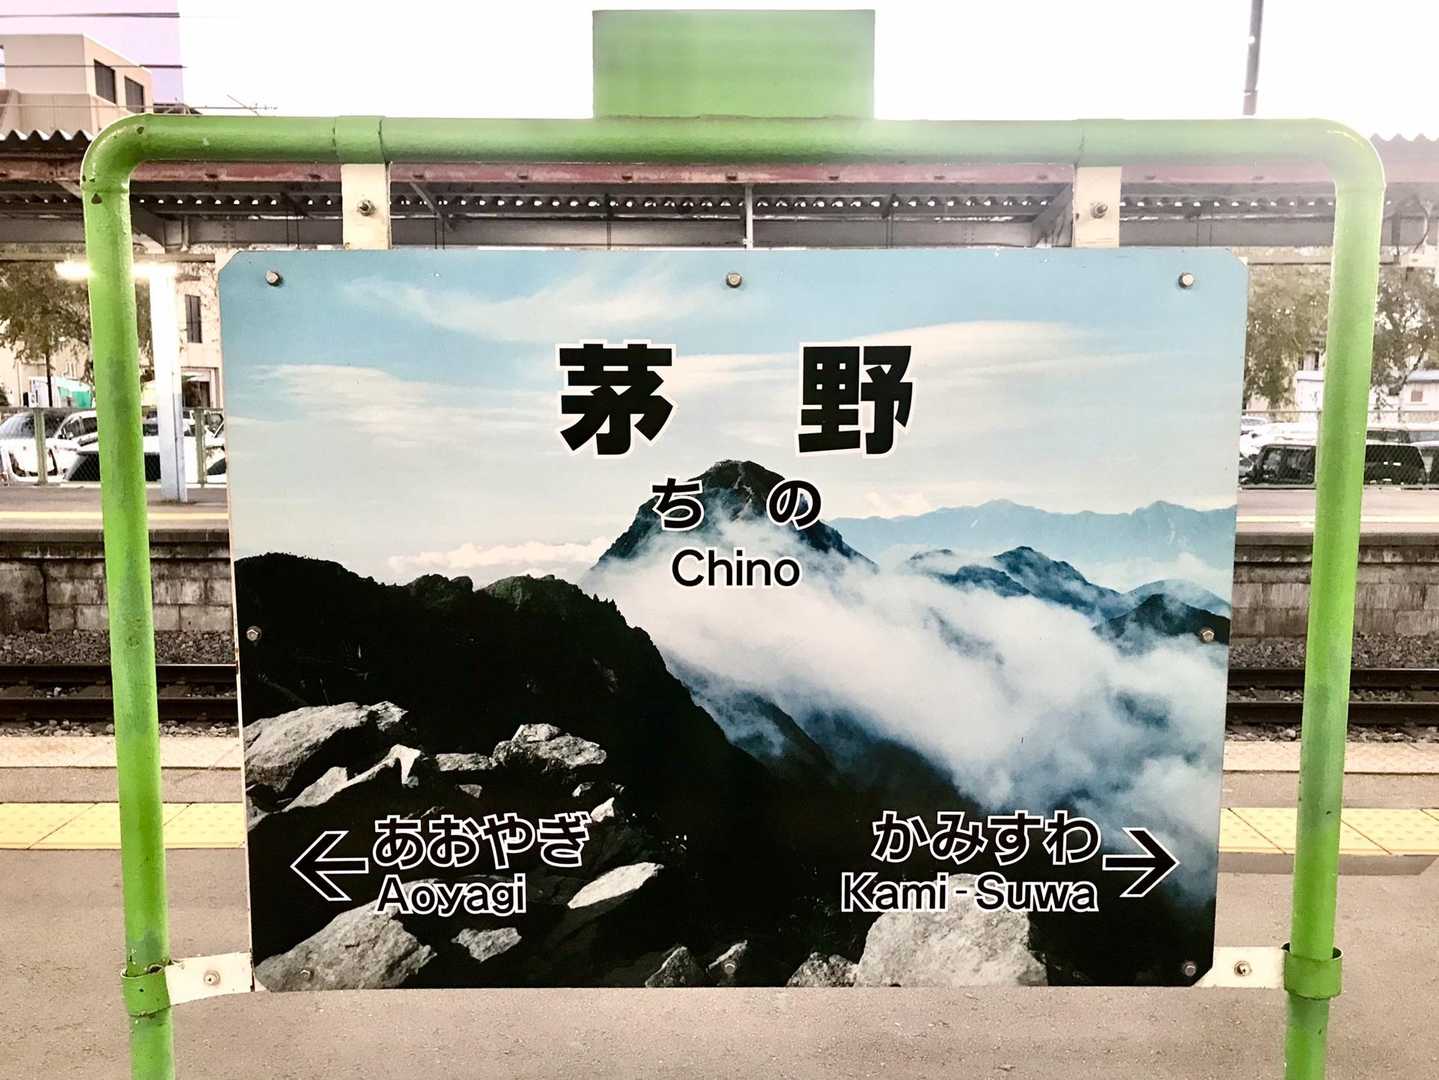 茅野
ちの
Chino
あおやぎ
Aoyagi
かみすわ
Kami-Suwa